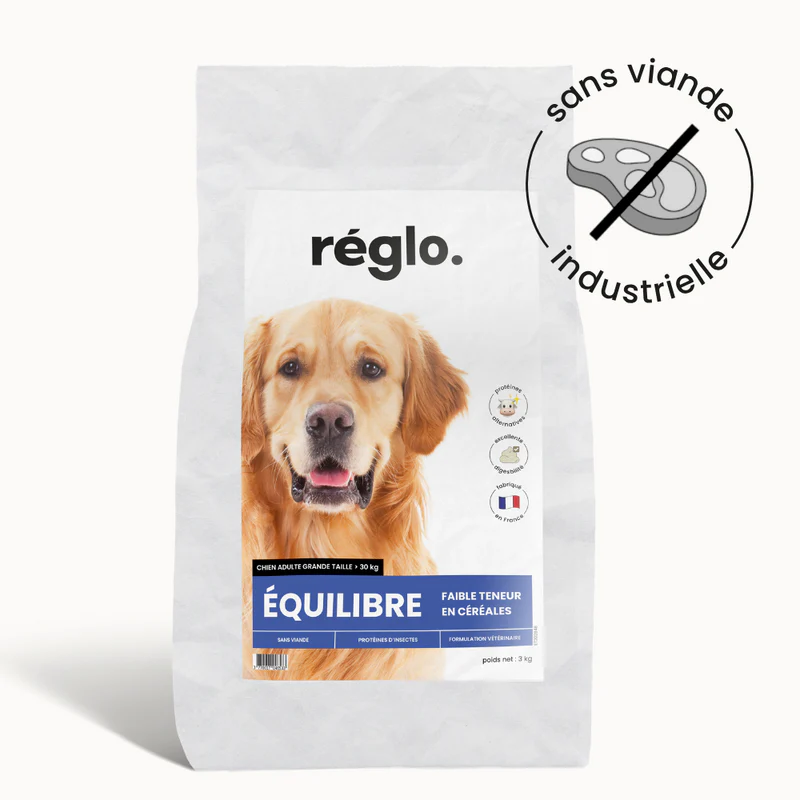 sans viande
industrielle
réglo.
protéines
alternatives
excellente
digestibilité
fabriqué
en France
CHIEN ADULTE GRANDE TAILLE > 30 kg
ÉQUILIBRE
FAIBLE TENEUR
EN CÉRÉALES
SANS VIANDE
PROTÉINES D'INSECTES
FORMULATION VÉTÉRINAIRE
poids net : 3 kg